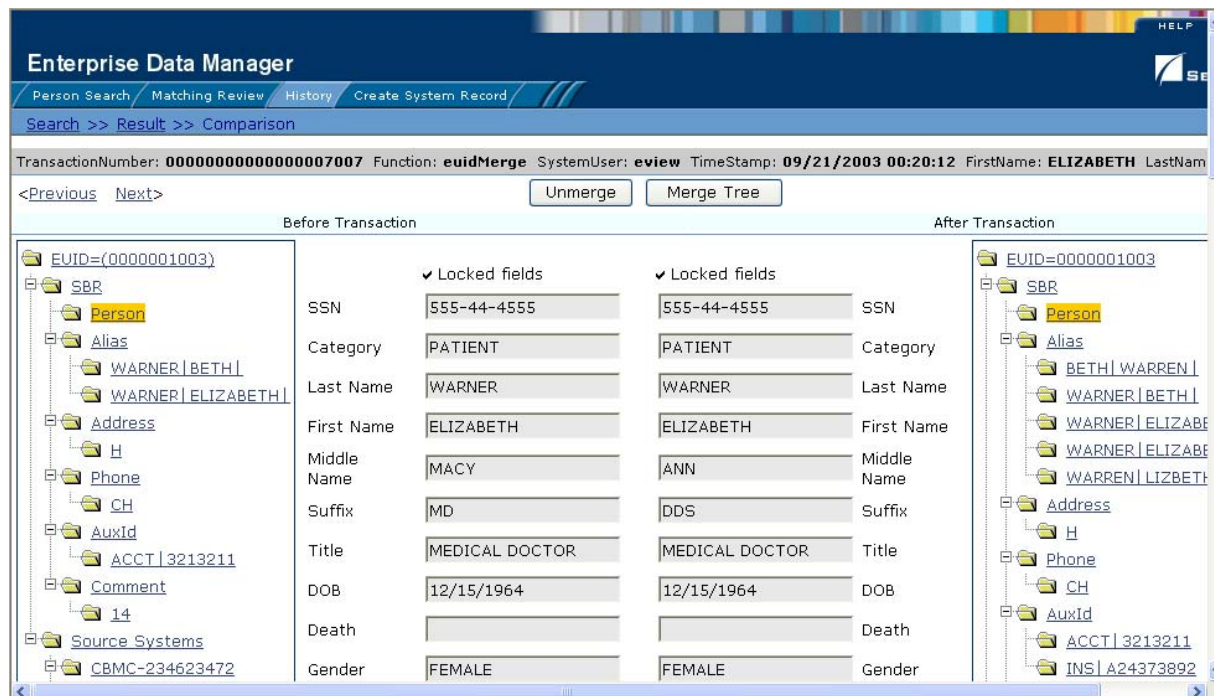 HELP
Enterprise Data Manager
SE
Person Search / Matching Review / History / Create System Record
Search >> Result >> Comparison
TransactionNumber: 00000000000000007007 Function: euidMerge SystemUser: eview TimeStamp: 09/21/2003 00:20:12 FirstName: ELIZABETH LastNam
<Previous Next> Unmerge Merge Tree
Before Transaction After Transaction
EUID=(0000001003)
SBR
Person
Alias
WARNER|BETH|
WARNER|ELIZABETH|
Address
H
Phone
CH
AuxId
ACCT|3213211
Comment
14
Source Systems
CBMC-234623472
✓ Locked fields ✓ Locked fields
SSN 555-44-4555 555-44-4555 SSN
Category PATIENT PATIENT Category
Last Name WARNER WARNER Last Name
First Name ELIZABETH ELIZABETH First Name
Middle Name MACY ANN Middle Name
Suffix MD DDS Suffix
Title MEDICAL DOCTOR MEDICAL DOCTOR Title
DOB 12/15/1964 12/15/1964 DOB
Death Death
Gender FEMALE FEMALE Gender
EUID=0000001003
SBR
Person
Alias
BETH|WARREN|
WARNER|BETH|
WARNER|ELIZABE
WARNER|ELIZABE
WARREN|LIZBETH
Address
H
Phone
CH
AuxId
ACCT|3213211
INS|A24373892